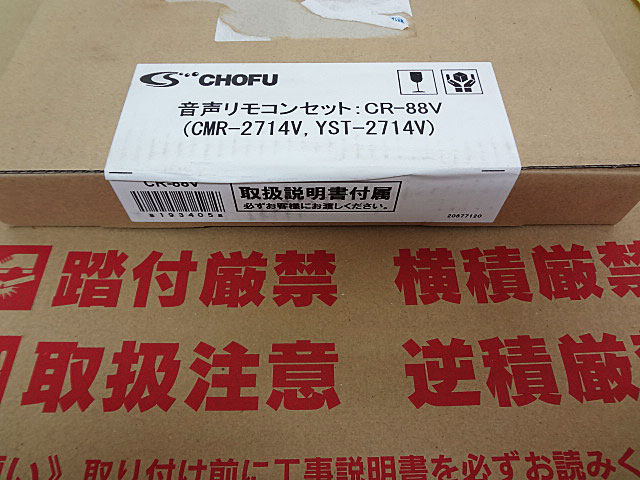 CHOFU
音声リモコンセット:CR-88V
(CMR-2714V,YST-2714V)
CR-88V
取扱説明書付属
必ずお客様にお渡しください。
a193405a
20677120
踏付厳禁 横積厳禁
取扱注意 逆積厳
い》取り付け前に工事説明書を必ずお読みく